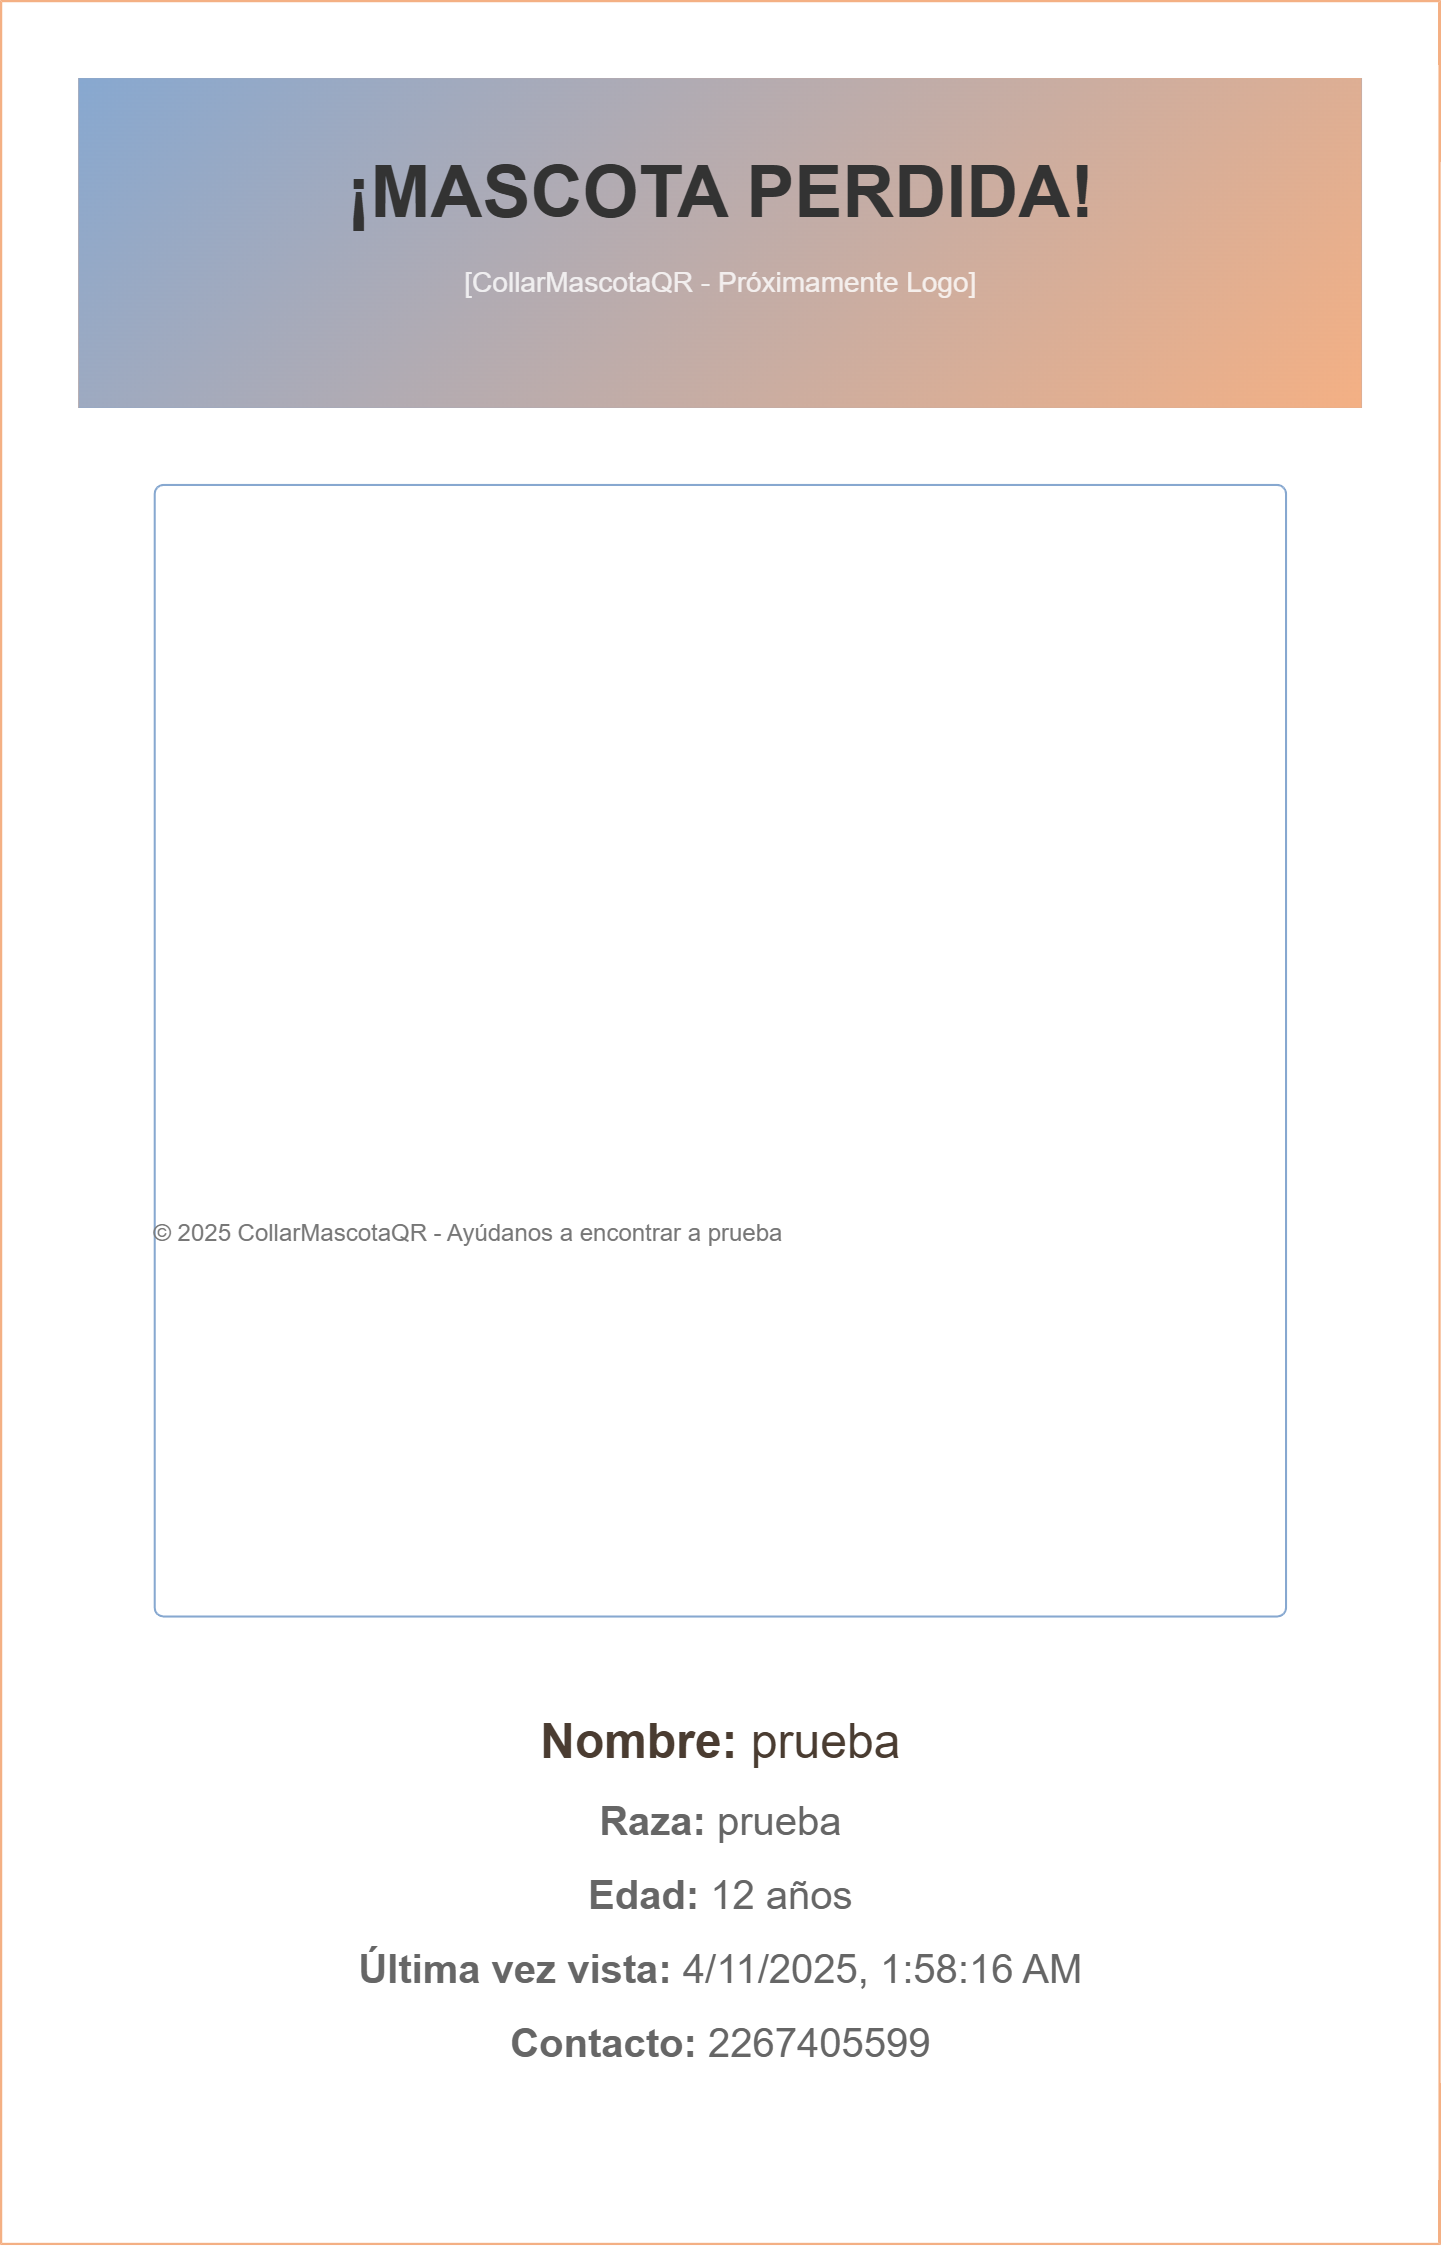 ¡MASCOTA PERDIDA!
[CollarMascotaQR - Próximamente Logo]
© 2025 CollarMascotaQR - Ayúdanos a encontrar a prueba
Nombre: prueba
Raza: prueba
Edad: 12 años
Última vez vista: 4/11/2025, 1:58:16 AM
Contacto: 2267405599